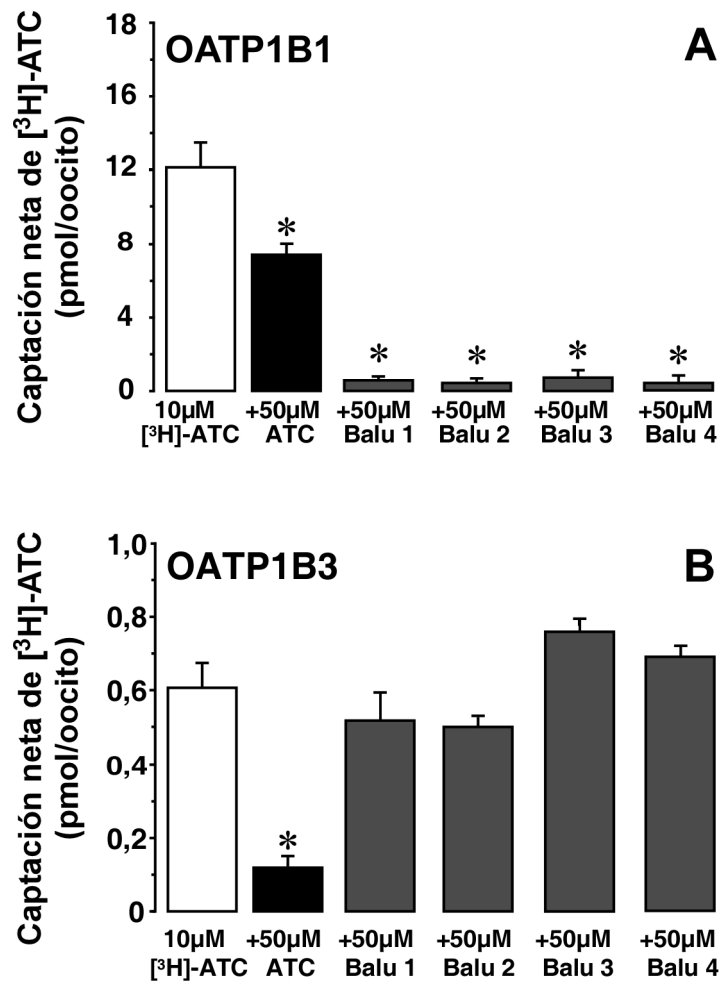 OATP1B1
A
Captación neta de [³H]-ATC
(pmol/oocito)
18
16
12
8
4
0
10µM +50µM +50µM +50µM +50µM +50µM
[³H]-ATC ATC Balu 1 Balu 2 Balu 3 Balu 4
* * * * *
OATP1B3
B
Captación neta de [³H]-ATC
(pmol/oocito)
1,0
0,8
0,6
0,4
0,2
0
*
10µM +50µM +50µM +50µM +50µM +50µM
[³H]-ATC ATC Balu 1 Balu 2 Balu 3 Balu 4